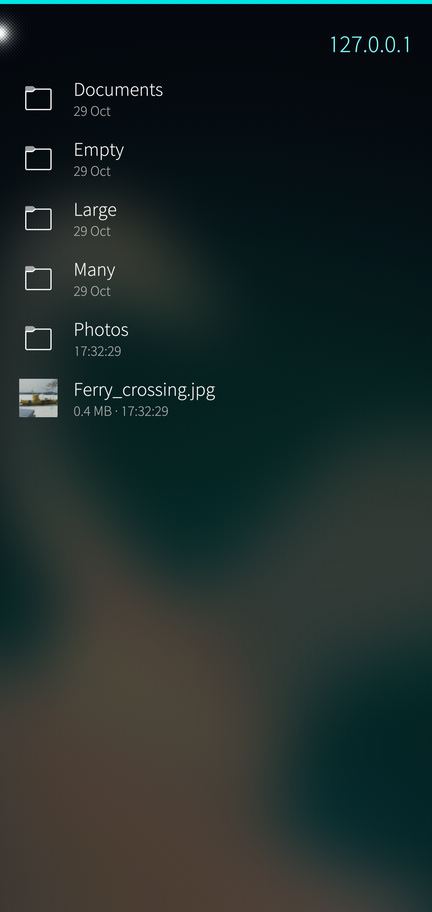 127.0.0.1
Documents
29 Oct
Empty
29 Oct
Large
29 Oct
Many
29 Oct
Photos
17:32:29
Ferry_crossing.jpg
0.4 MB · 17:32:29